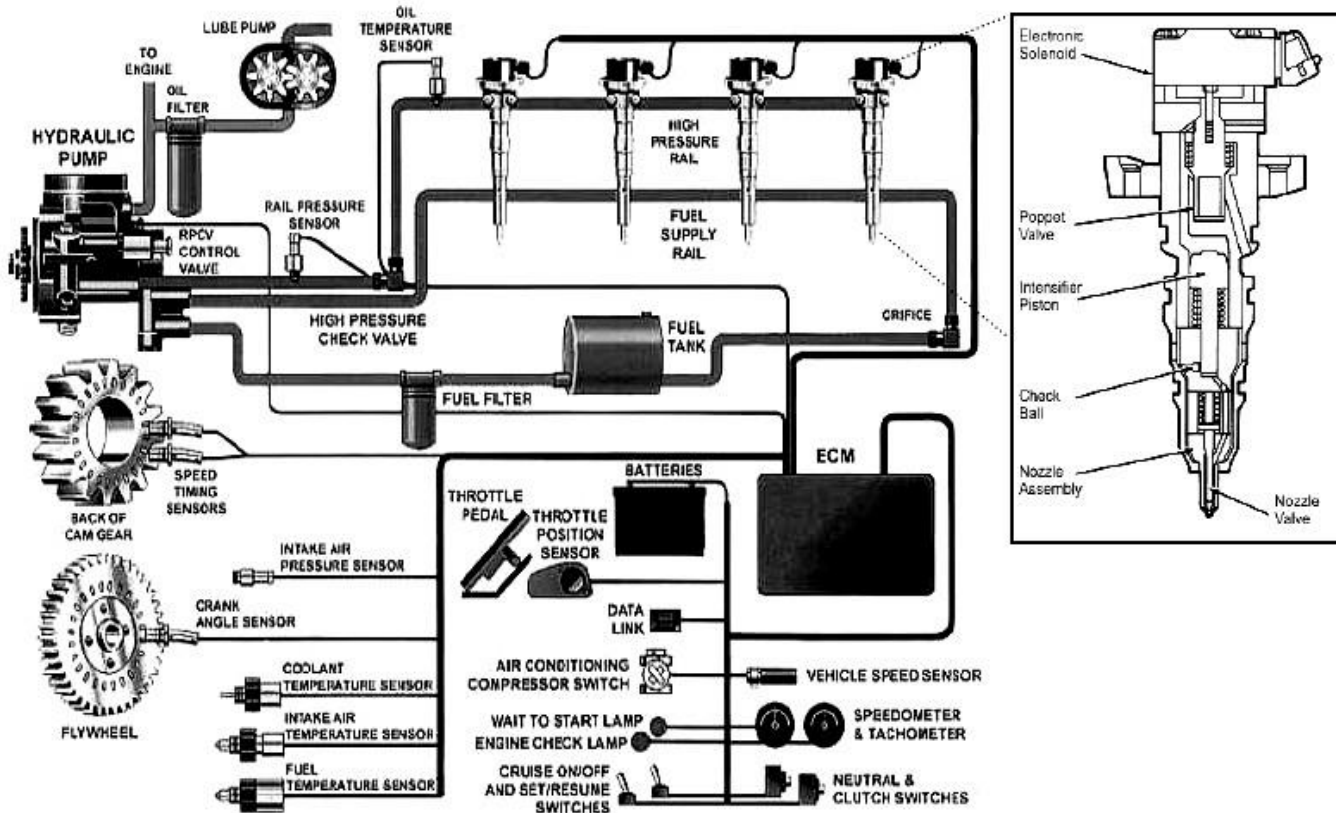 LUBE PUMP
TO
ENGINE
OIL
FILTER
HYDRAULIC
PUMP
OIL
TEMPERATURE
SENSOR
HIGH
PRESSURE
RAIL
RAIL PRESSURE
SENSOR
RPCV
CONTROL
VALVE
FUEL
SUPPLY
RAIL
HIGH PRESSURE
CHECK VALVE
FUEL
TANK
ORIFICE
FUEL FILTER
SPEED
TIMING
SENSORS
BACK OF
CAM GEAR
BATTERIES
ECM
THROTTLE
PEDAL
THROTTLE
POSITION
SENSOR
INTAKE AIR
PRESSURE SENSOR
CRANK
ANGLE SENSOR
DATA
LINK
COOLANT
TEMPERATURE SENSOR
AIR CONDITIONING
COMPRESSOR SWITCH
VEHICLE SPEED SENSOR
FLYWHEEL
INTAKE AIR
TEMPERATURE SENSOR
WAIT TO START LAMP
ENGINE CHECK LAMP
SPEEDOMETER
& TACHOMETER
FUEL
TEMPERATURE SENSOR
CRUISE ON/OFF
AND SET/RESUME
SWITCHES
NEUTRAL &
CLUTCH SWITCHES
Electronic
Solenoid
Poppet
Valve
Intensifier
Piston
Check
Ball
Nozzle
Assembly
Nozzle
Valve